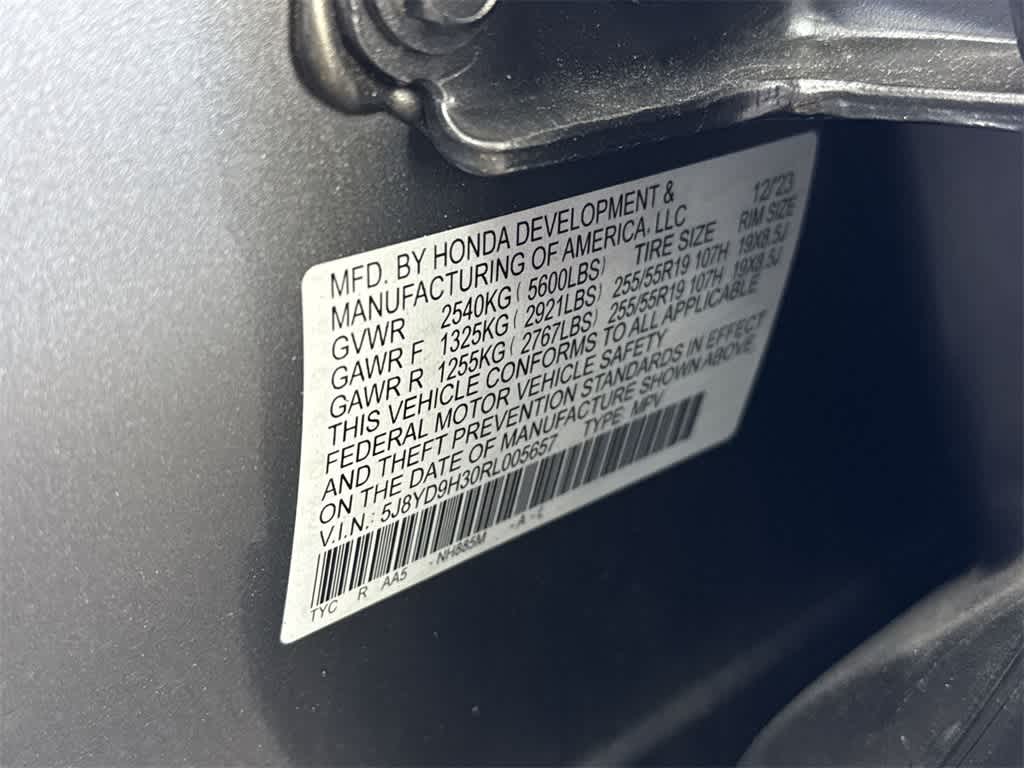 MFD. BY HONDA DEVELOPMENT & 12/23
MANUFACTURING OF AMERICA, LLC RIM SIZE
GVWR 2540KG ( 5600LBS) TIRE SIZE
GAWR F 1325KG ( 2921LBS) 255/55R19 107H 19X8.5J
GAWR R 1255KG ( 2767LBS) 255/55R19 107H 19X8.5J
THIS VEHICLE CONFORMS TO ALL APPLICABLE
FEDERAL MOTOR VEHICLE SAFETY
AND THEFT PREVENTION STANDARDS IN EFFECT
ON THE DATE OF MANUFACTURE SHOWN ABOVE
V.I.N.: 5J8YD9H30RL005657 TYPE: MPV
TYC R AA5 - NH885M - A - C